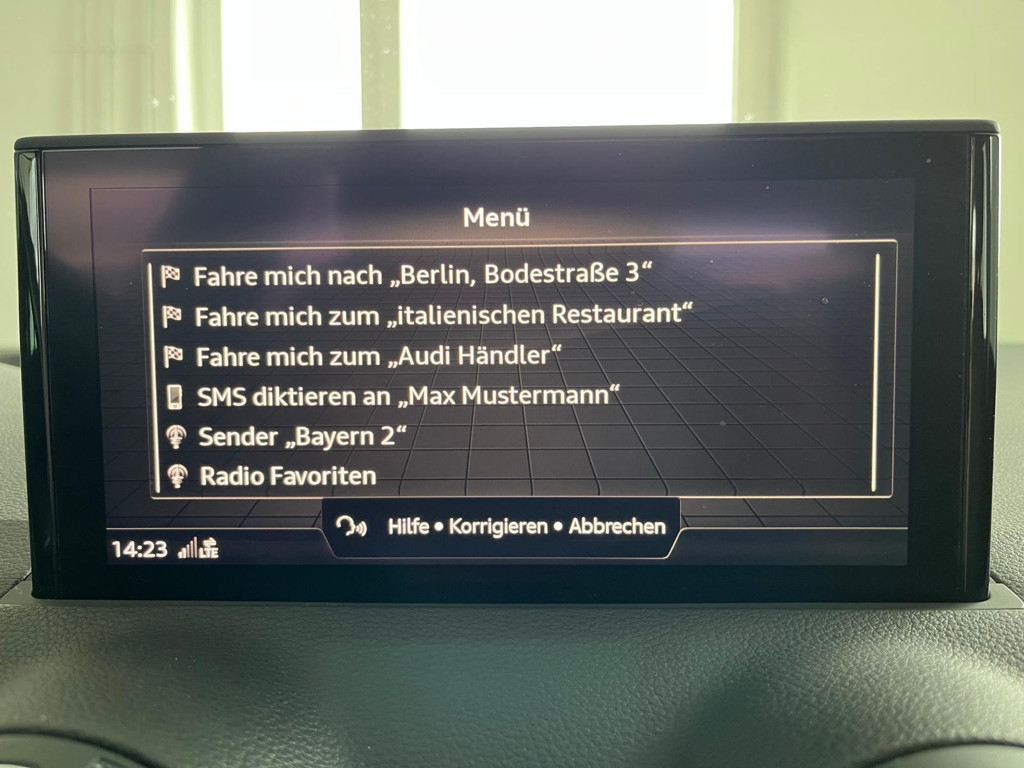 Menü
Fahre mich nach „Berlin, Bodestraße 3“
Fahre mich zum „italienischen Restaurant“
Fahre mich zum „Audi Händler“
SMS diktieren an „Max Mustermann“
Sender „Bayern 2“
Radio Favoriten
Hilfe • Korrigieren • Abbrechen
14:23 LTE